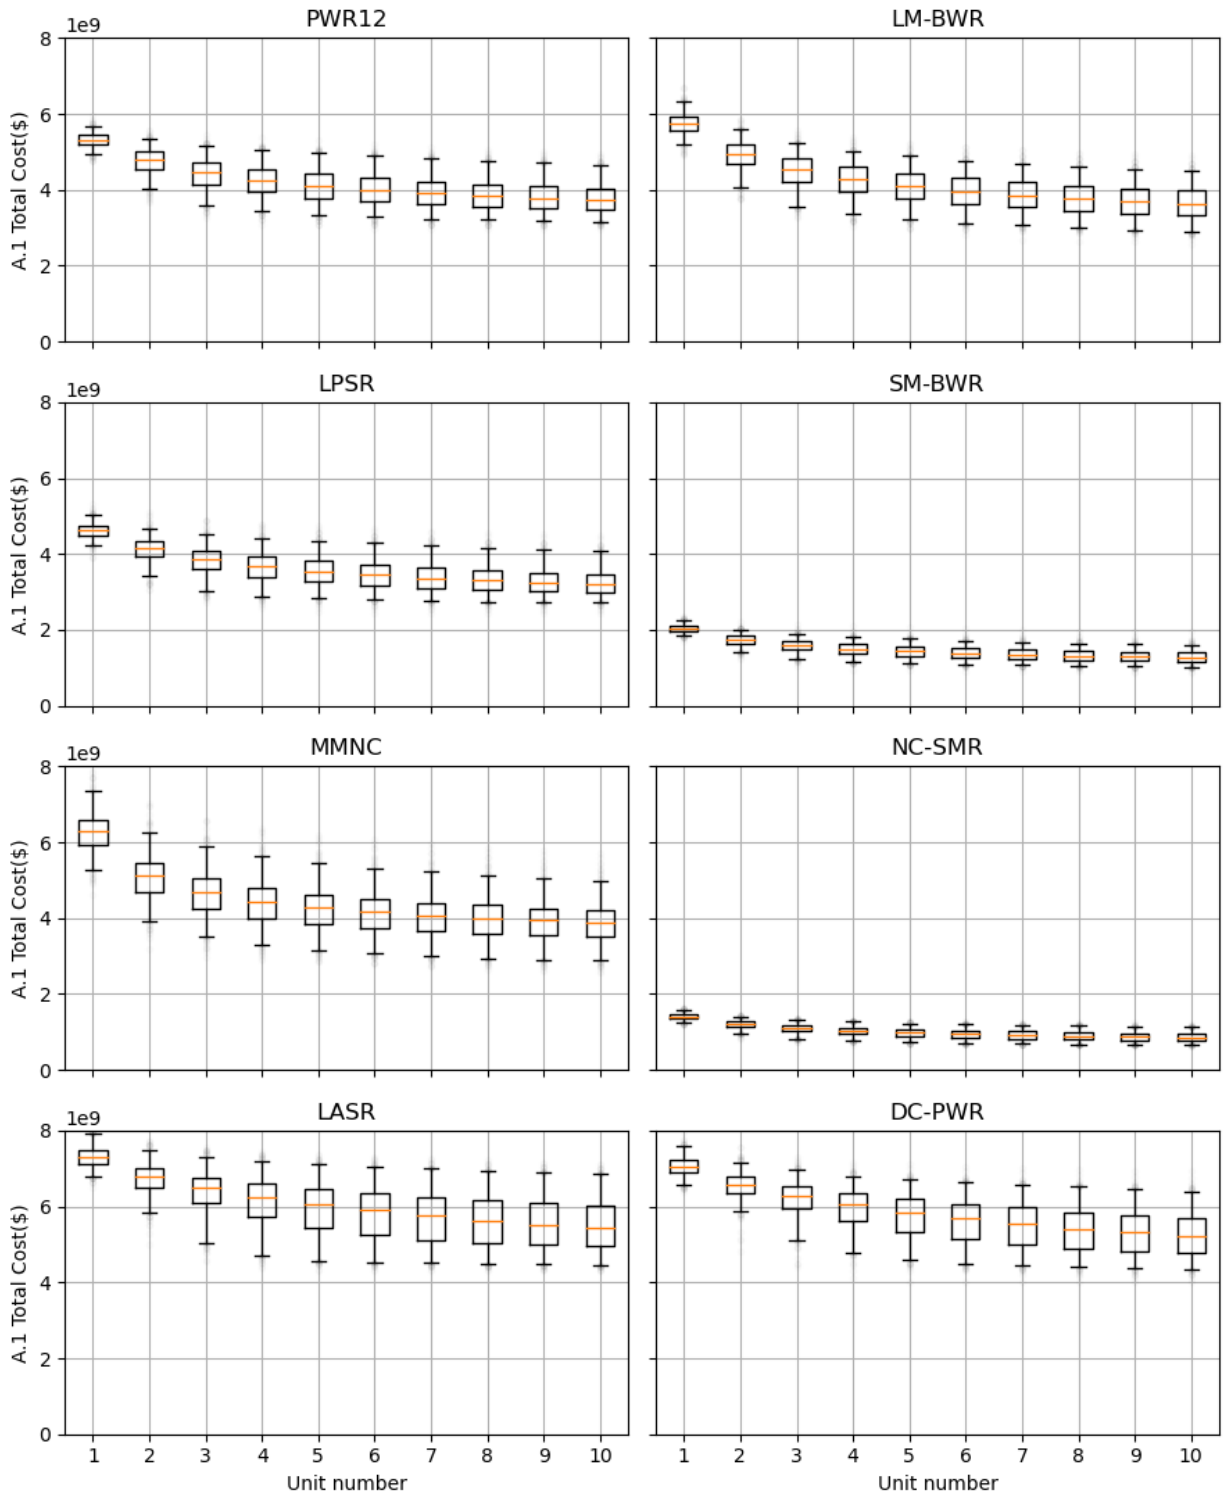 PWR12
LM-BWR
8
6
4
2
0
A.1 Total Cost($)
1e9
LPSR
SM-BWR
8
6
4
2
0
A.1 Total Cost($)
1e9
MMNC
NC-SMR
8
6
4
2
0
A.1 Total Cost($)
1e9
LASR
DC-PWR
8
6
4
2
0
A.1 Total Cost($)
1e9
1 2 3 4 5 6 7 8 9 10
1 2 3 4 5 6 7 8 9 10
Unit number
Unit number